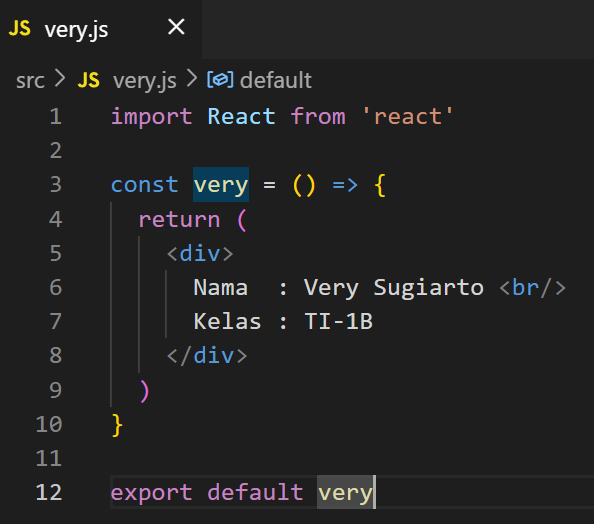 JS very.js ×
src > JS very.js > default
1 import React from 'react'
2
3 const very = () => {
4   return (
5     <div>
6       Nama  : Very Sugiarto <br/>
7       Kelas : TI-1B
8     </div>
9   )
10 }
11
12 export default very